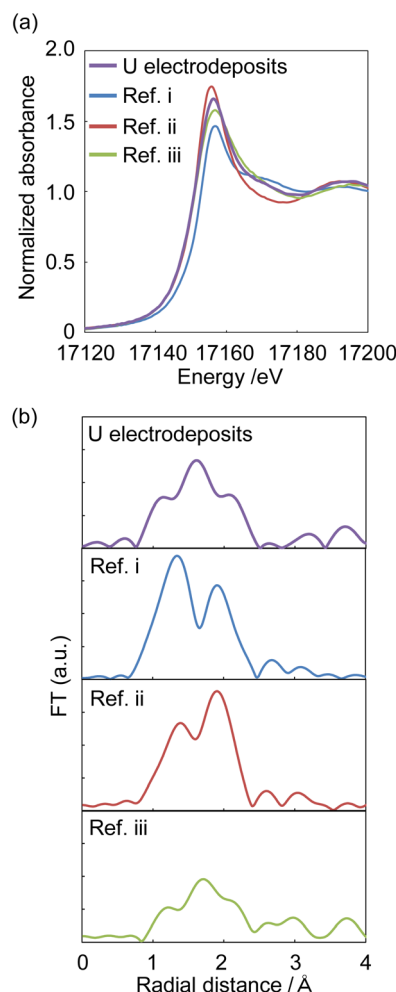 (a)
2.0
1.5
1.0
0.5
0
Normalized absorbance
U electrodeposits
Ref. i
Ref. ii
Ref. iii
17120 17140 17160 17180 17200
Energy /eV
(b)
U electrodeposits
Ref. i
Ref. ii
Ref. iii
FT (a.u.)
0 1 2 3 4
Radial distance / Å